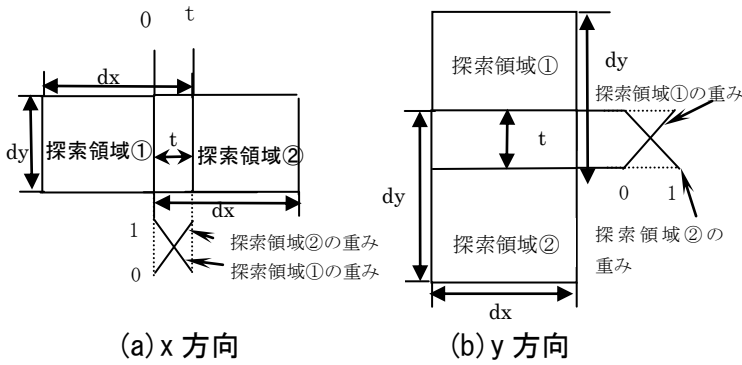 0 t
dx
dy
探索領域①
t
探索領域②
dx
1
探索領域②の重み
0
探索領域①の重み
(a) x 方向
探索領域①
dy
探索領域①の重み
t
dy
0 1
探索領域②
探索領域②の
重み
dx
(b) y 方向